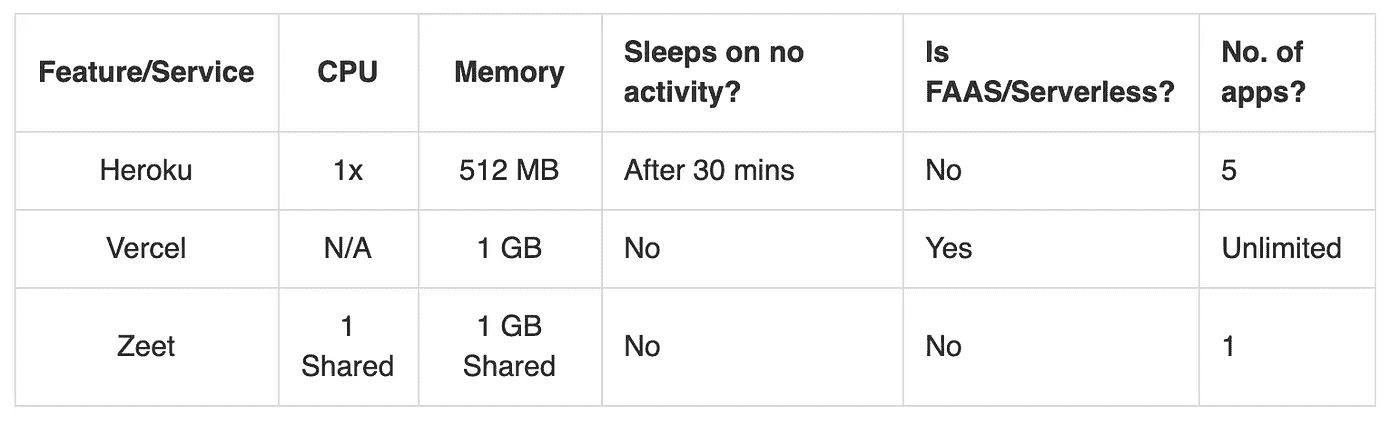 Feature/Service CPU Memory Sleeps on no activity? Is FAAS/Serverless? No. of apps?
Heroku 1x 512 MB After 30 mins No 5
Vercel N/A 1 GB No Yes Unlimited
Zeet 1 Shared 1 GB Shared No No 1